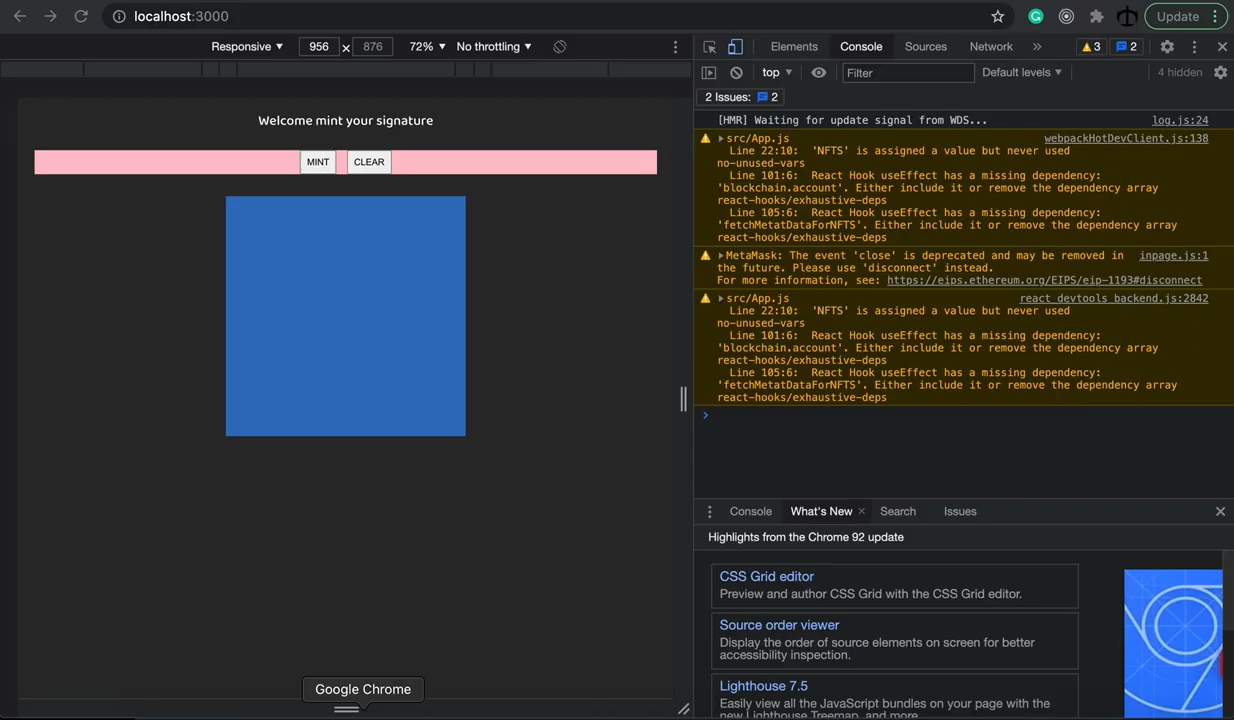 localhost:3000
Update
Responsive
956
×
876
72%
No throttling
Elements
Console
Sources
Network
»
3
2
top
Filter
Default levels
4 hidden
2 Issues:
2
[HMR] Waiting for update signal from WDS...
log.js:24
src/App.js
webpackHotDevClient.js:138
Line 22:10:  'NFTS' is assigned a value but never used
no-unused-vars
Line 101:6:  React Hook useEffect has a missing dependency:
'blockchain.account'. Either include it or remove the dependency array
react-hooks/exhaustive-deps
Line 105:6:  React Hook useEffect has a missing dependency:
'fetchMetatDataForNFTS'. Either include it or remove the dependency array
react-hooks/exhaustive-deps
MetaMask: The event 'close' is deprecated and may be removed in
inpage.js:1
the future. Please use 'disconnect' instead.
For more information, see: https://eips.ethereum.org/EIPS/eip-1193#disconnect
src/App.js
react_devtools_backend.js:2842
Line 22:10:  'NFTS' is assigned a value but never used
no-unused-vars
Line 101:6:  React Hook useEffect has a missing dependency:
'blockchain.account'. Either include it or remove the dependency array
react-hooks/exhaustive-deps
Line 105:6:  React Hook useEffect has a missing dependency:
'fetchMetatDataForNFTS'. Either include it or remove the dependency array
react-hooks/exhaustive-deps
Welcome mint your signature
MINT
CLEAR
Google Chrome
Console
What's New
Search
Issues
Highlights from the Chrome 92 update
CSS Grid editor
Preview and author CSS Grid with the CSS Grid editor.
Source order viewer
Display the order of source elements on screen for better
accessibility inspection.
Lighthouse 7.5
Easily view all the JavaScript bundles on your page with the
new Lighthouse Treemap, and more